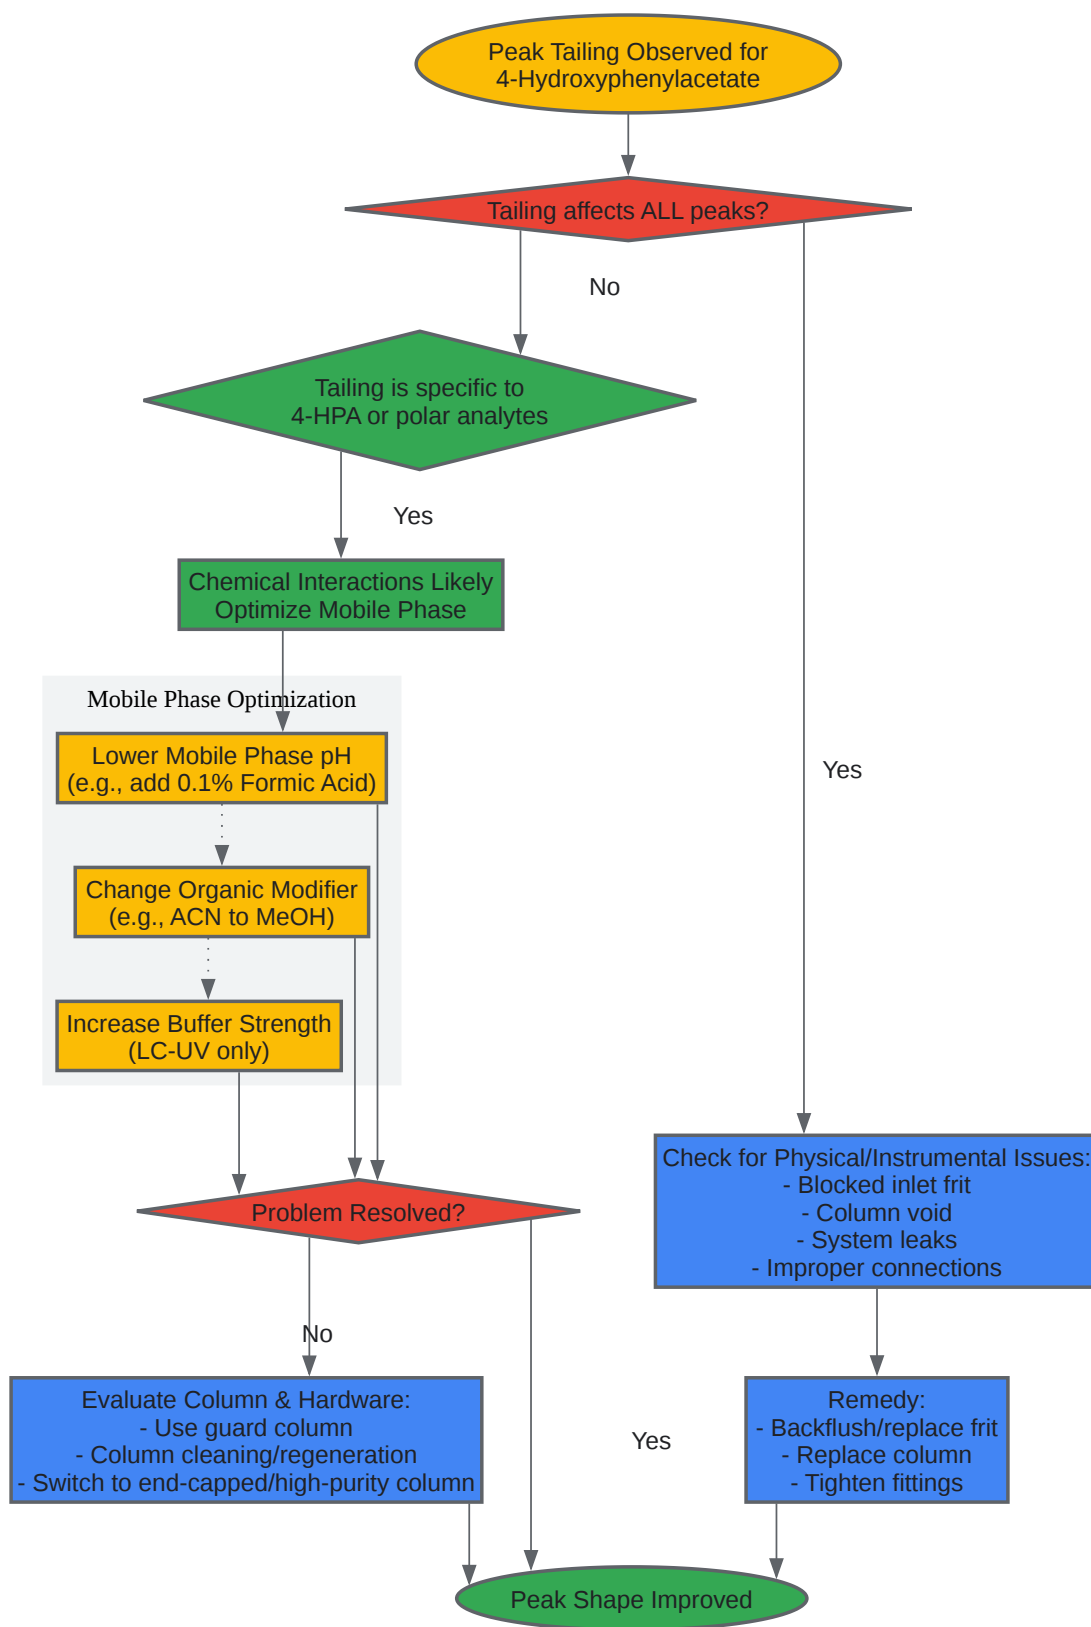 Peak Tailing Observed for
4-Hydroxyphenylacetate
Tailing affects ALL peaks?
No
Tailing is specific to
4-HPA or polar analytes
Yes
Chemical Interactions Likely
Optimize Mobile Phase
Mobile Phase Optimization
Lower Mobile Phase pH
(e.g., add 0.1% Formic Acid)
Yes
Change Organic Modifier
(e.g., ACN to MeOH)
Increase Buffer Strength
(LC-UV only)
Check for Physical/Instrumental Issues:
- Blocked inlet frit
- Column void
- System leaks
- Improper connections
Problem Resolved?
No
Evaluate Column & Hardware:
- Use guard column
- Column cleaning/regeneration
- Switch to end-capped/high-purity column
Yes
Remedy:
- Backflush/replace frit
- Replace column
- Tighten fittings
Peak Shape Improved